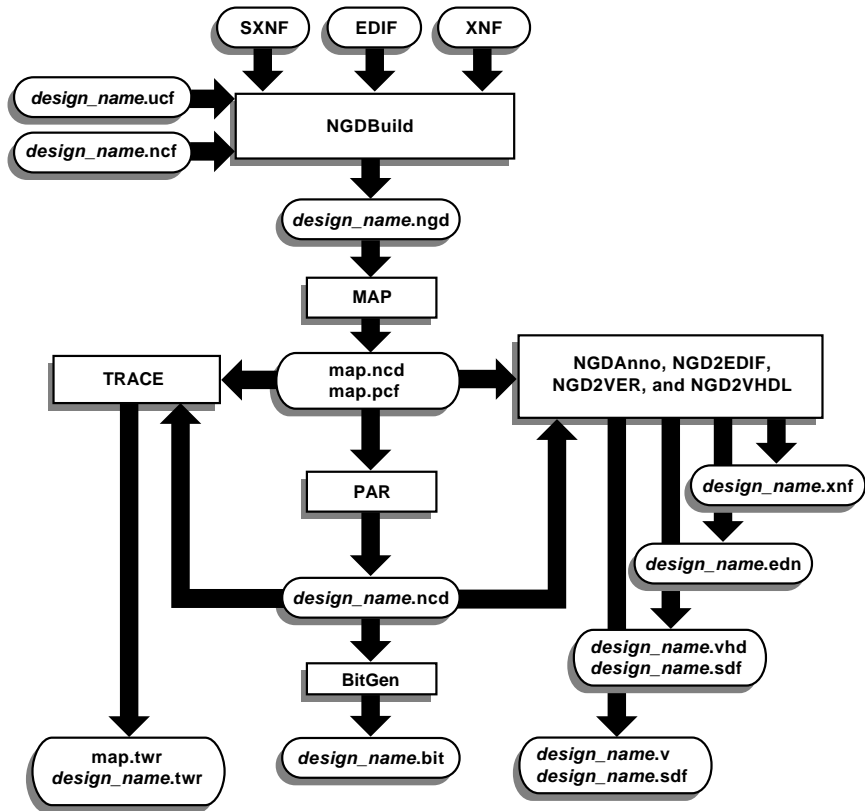 SXNF
EDIF
XNF
design_name.ucf
NGDBuild
design_name.ncf
design_name.ngd
MAP
TRACE
map.ncd
map.pcf
NGDAnno, NGD2EDIF,
NGD2VER, and NGD2VHDL
PAR
design_name.xnf
design_name.edn
design_name.ncd
design_name.vhd
design_name.sdf
BitGen
map.twr
design_name.twr
design_name.bit
design_name.v
design_name.sdf